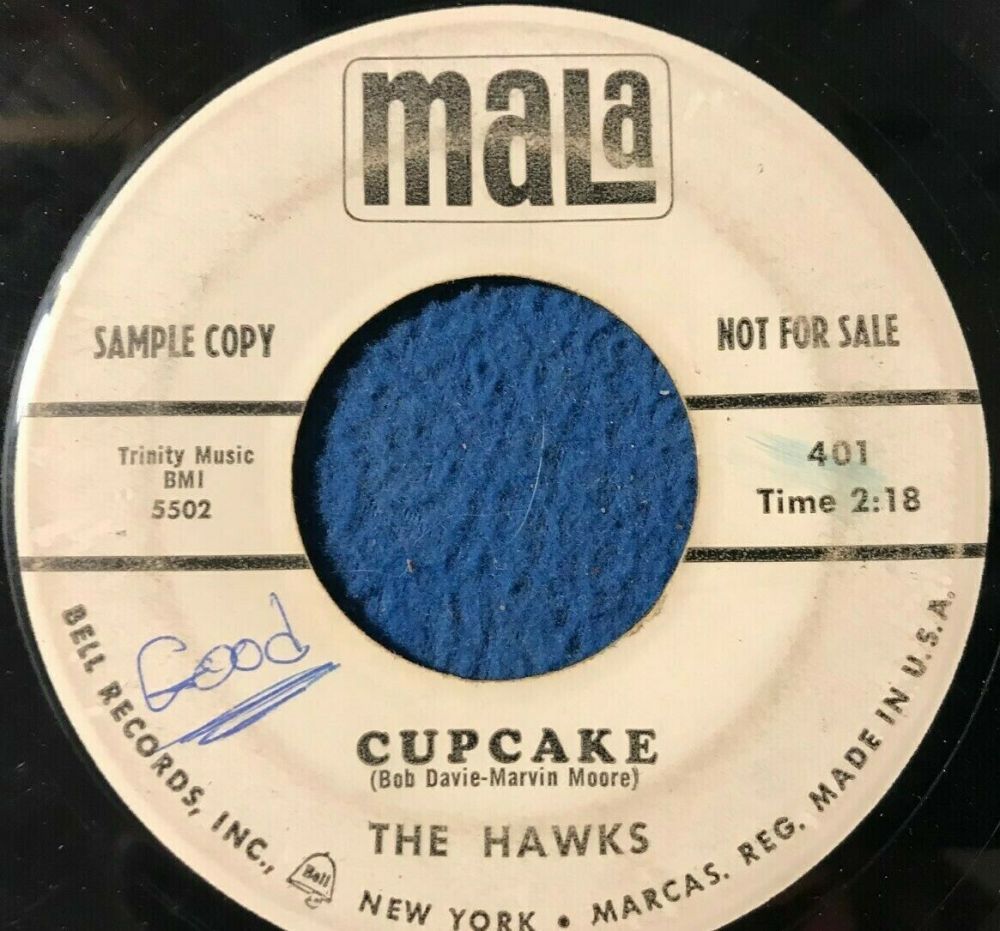 maLa
SAMPLE COPY
NOT FOR SALE
Trinity Music
BMI
5502
401
Time 2:18
Good
CUPCAKE
(Bob Davie-Marvin Moore)
THE HAWKS
BELL RECORDS, INC., Bell NEW YORK • MARCAS. REG. MADE IN U.S.A.